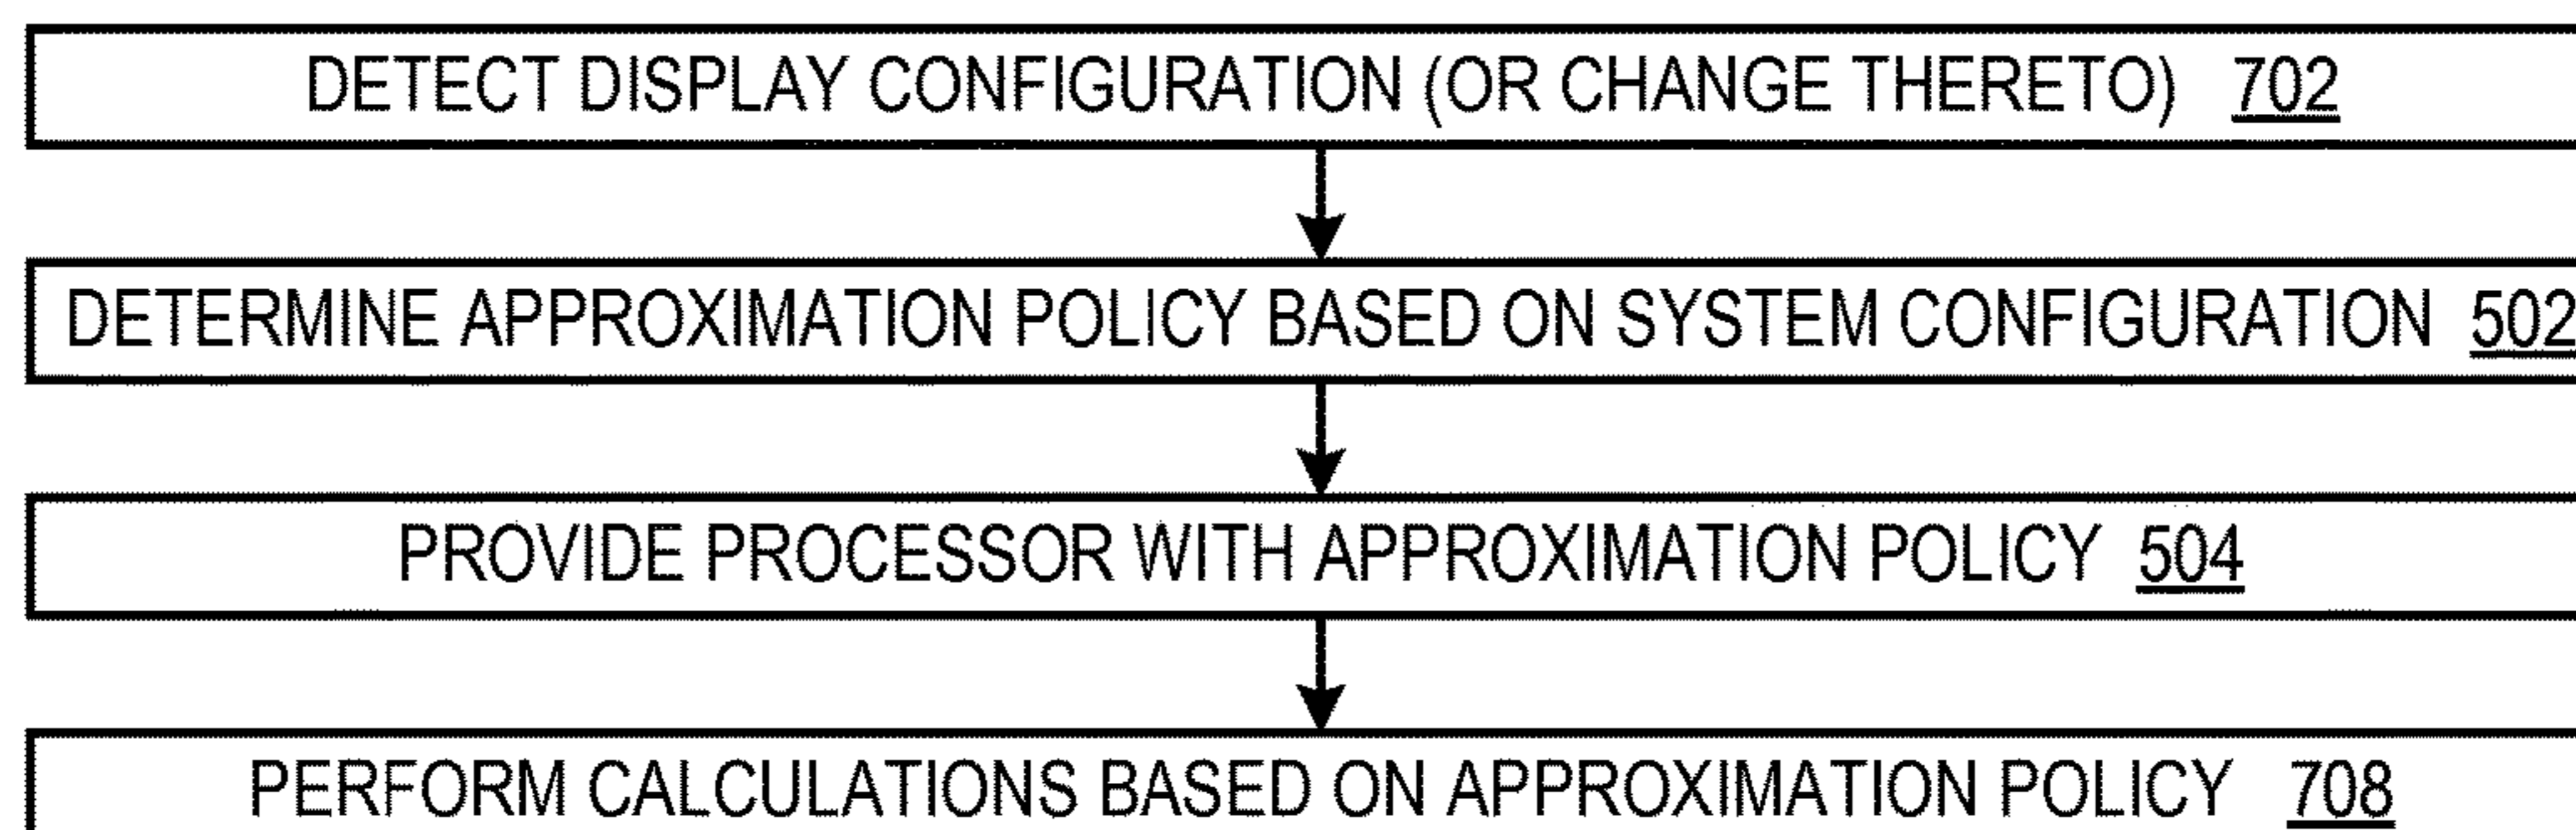 DETECT DISPLAY CONFIGURATION (OR CHANGE THERETO) 702
DETERMINE APPROXIMATION POLICY BASED ON SYSTEM CONFIGURATION 502
PROVIDE PROCESSOR WITH APPROXIMATION POLICY 504
PERFORM CALCULATIONS BASED ON APPROXIMATION POLICY 708